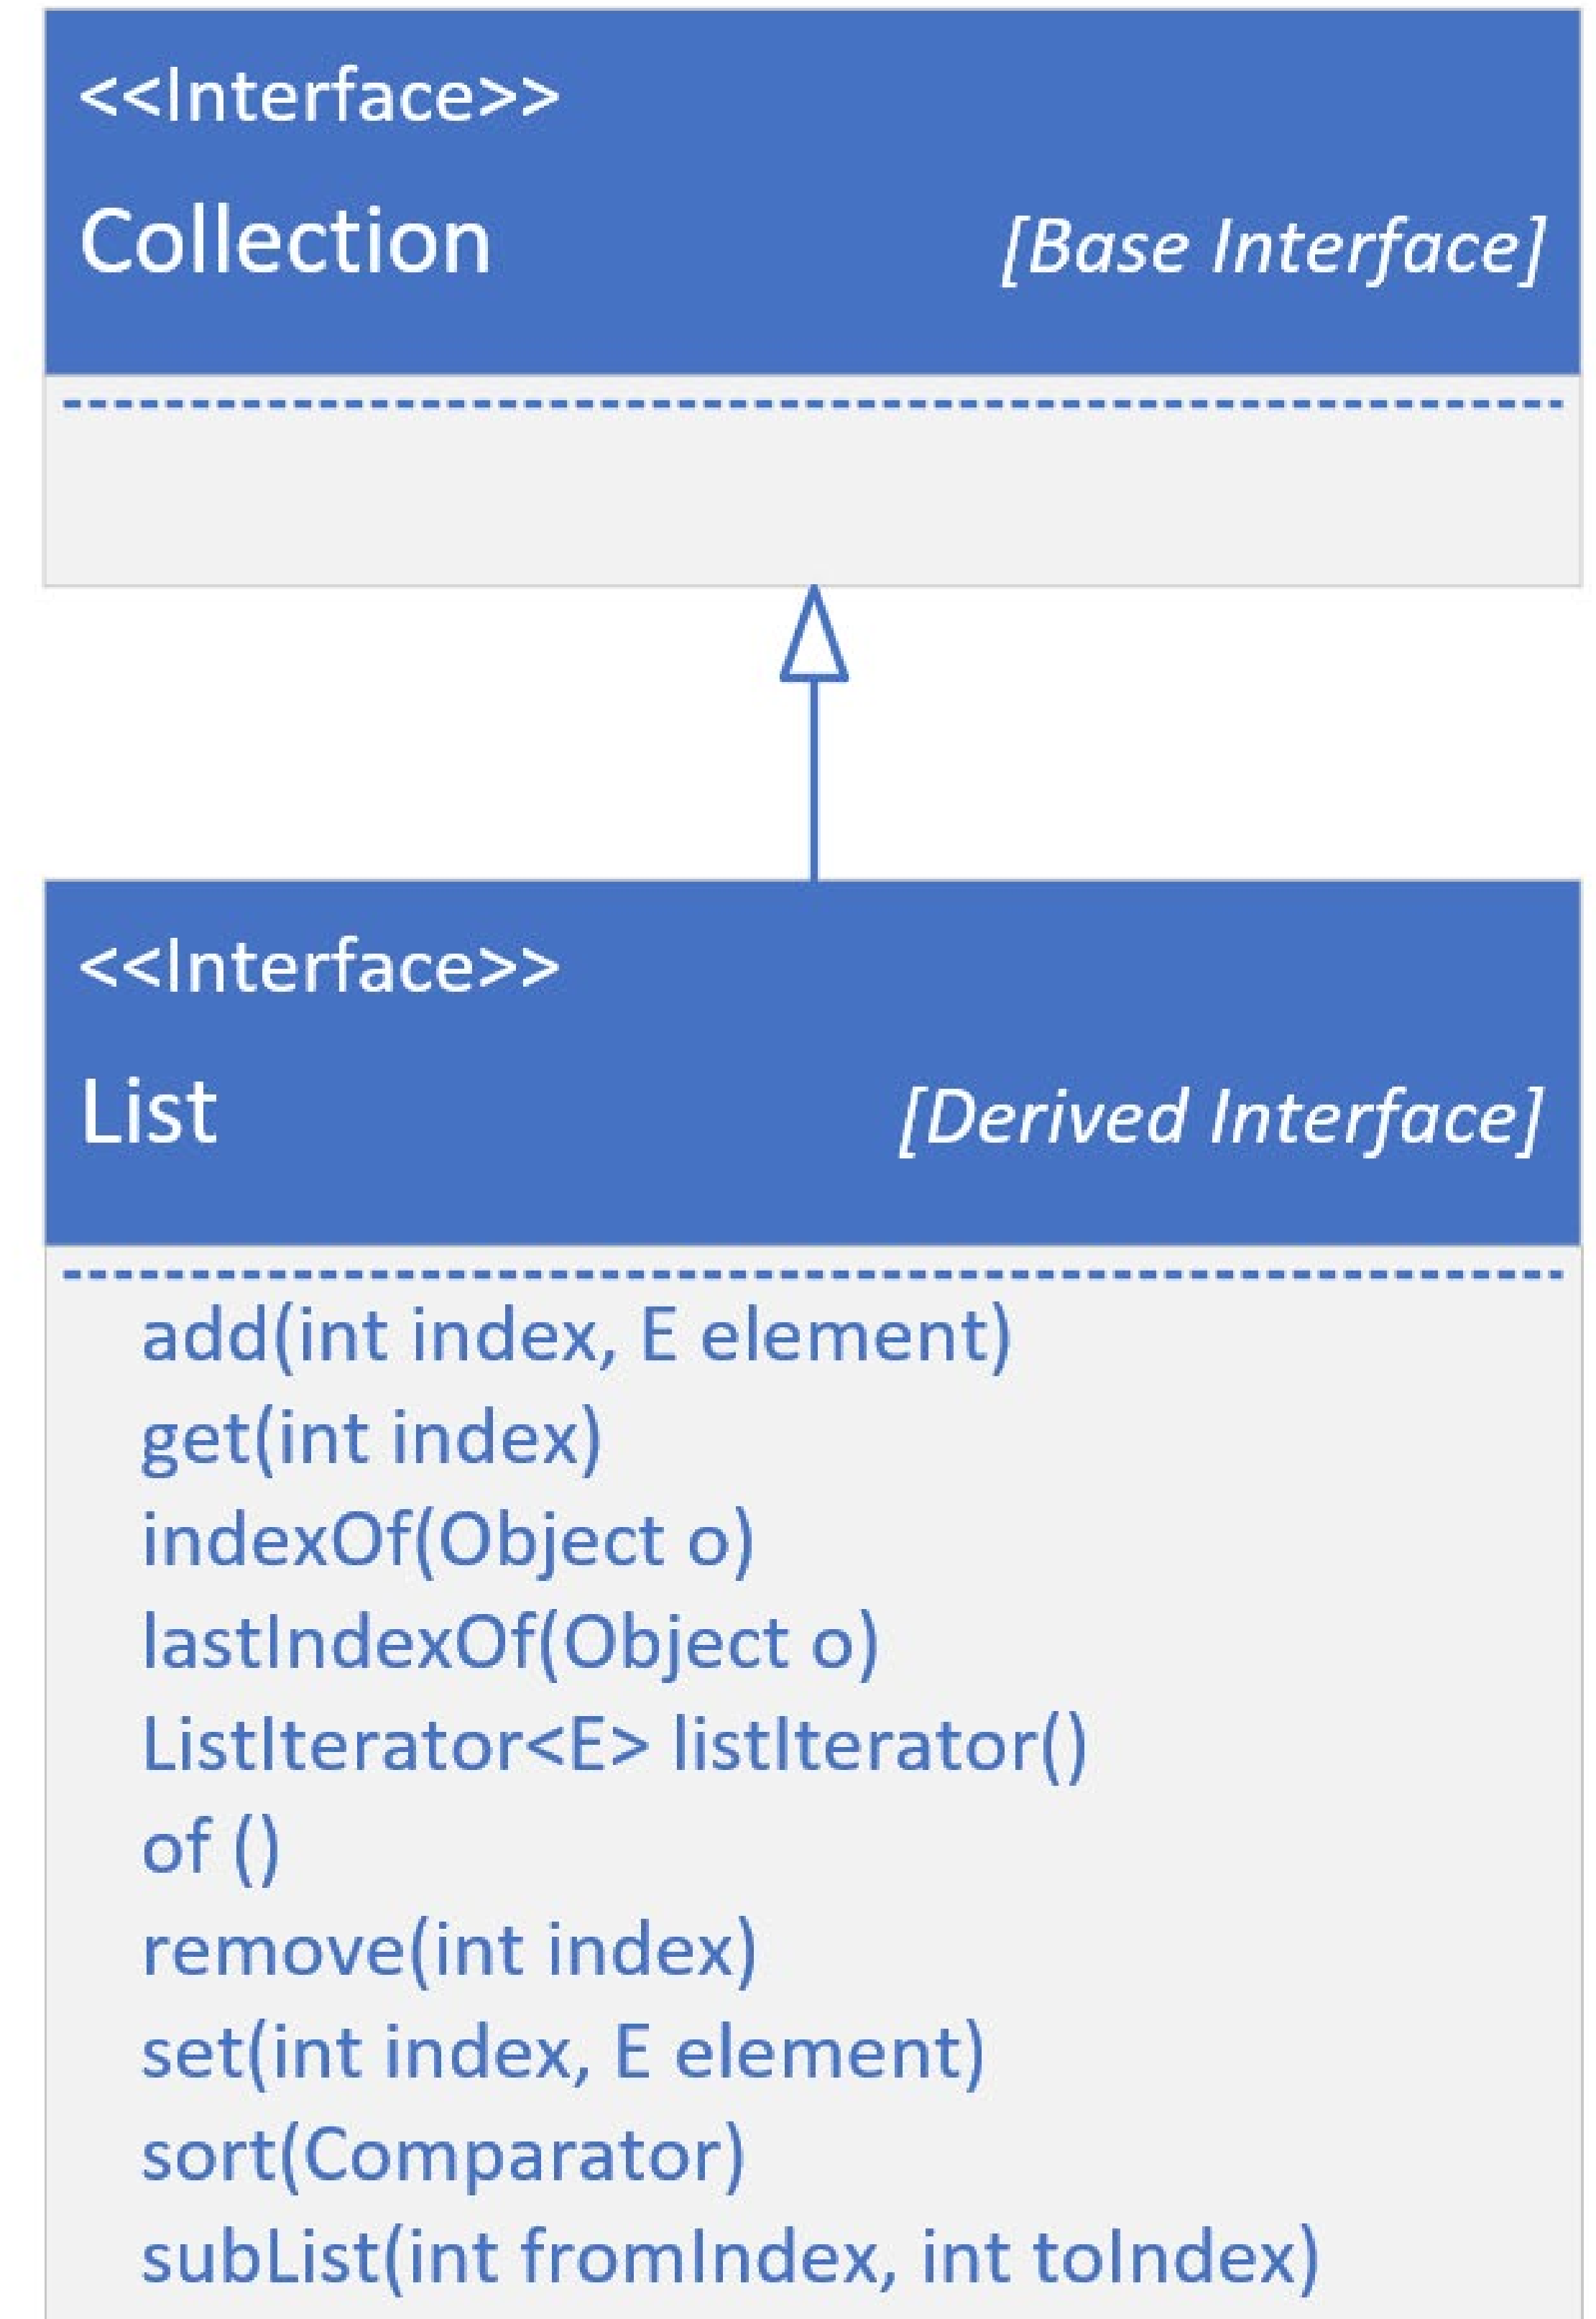 <<Interface>>
Collection [Base Interface]
<<Interface>>
List [Derived Interface]
add(int index, E element)
get(int index)
indexOf(Object o)
lastIndexOf(Object o)
ListIterator<E> listIterator()
of ()
remove(int index)
set(int index, E element)
sort(Comparator)
subList(int fromIndex, int toIndex)